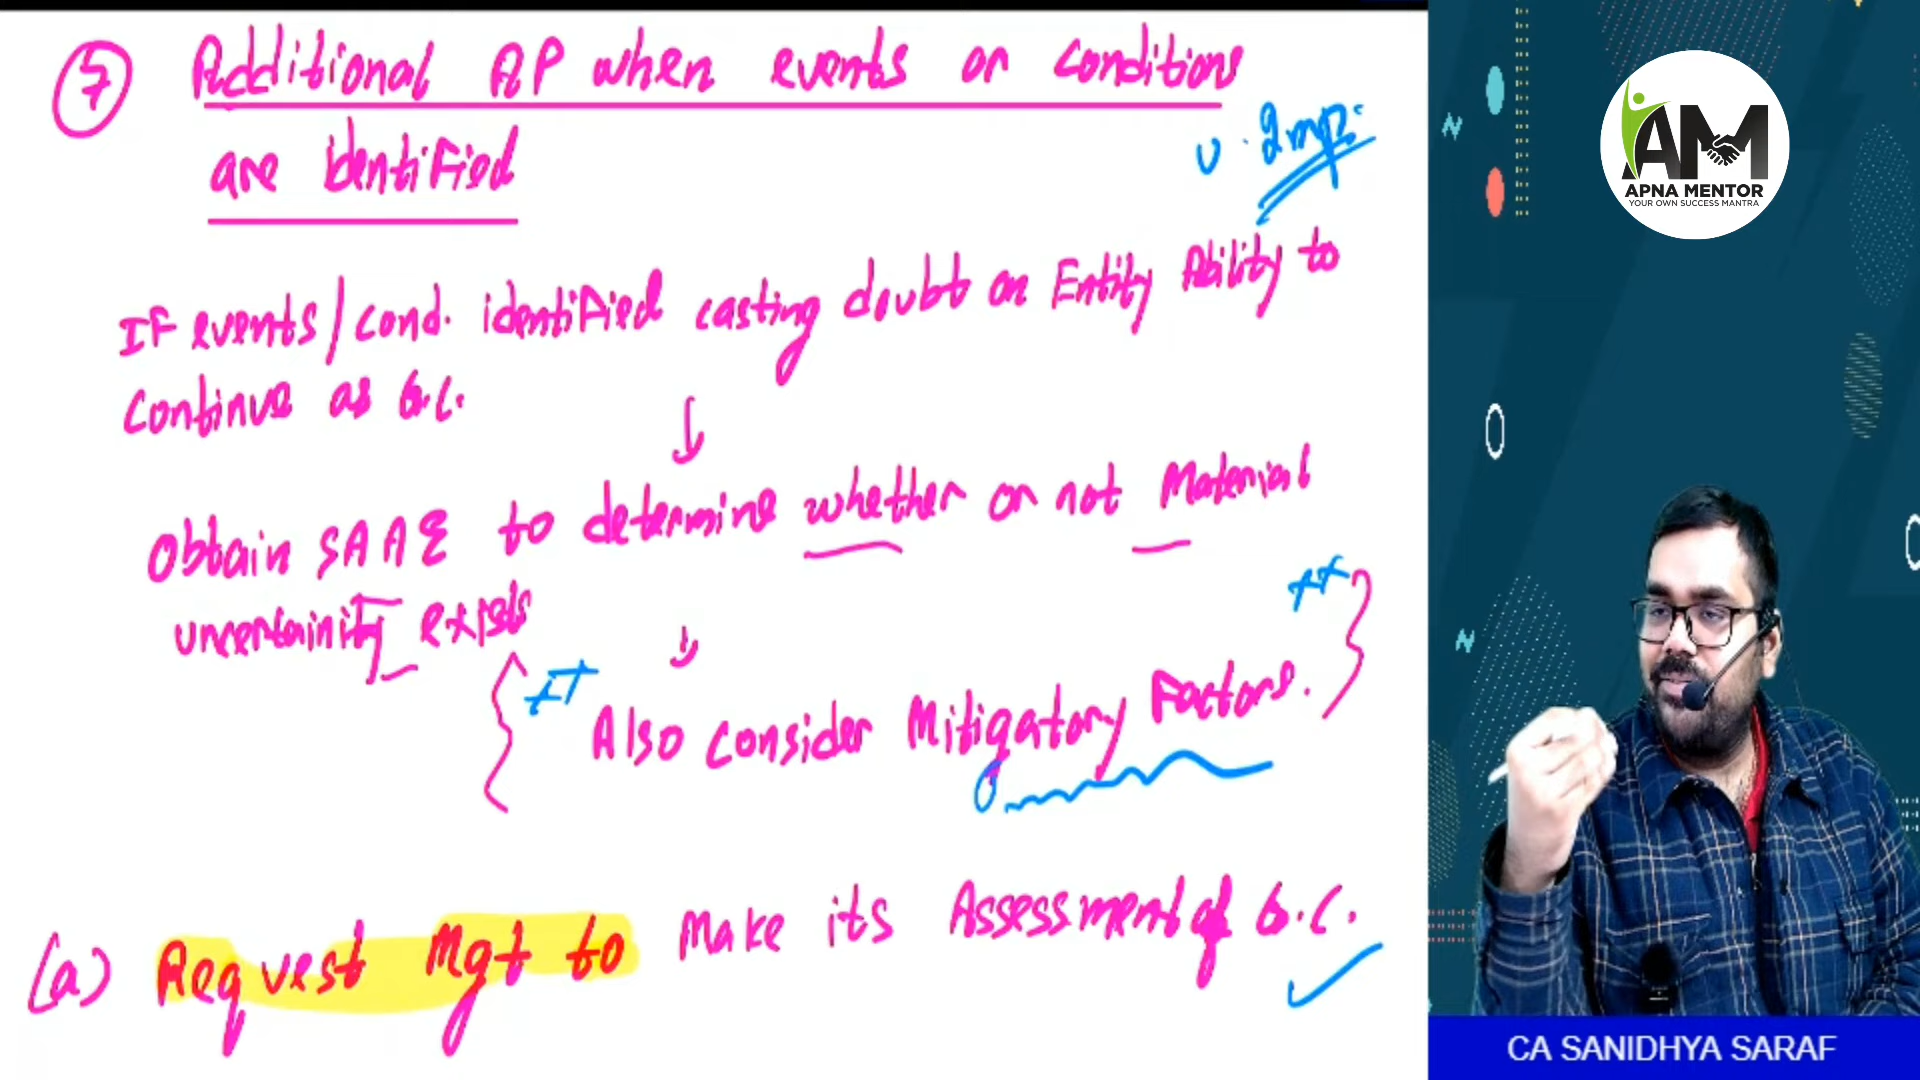 7 Additional AP when events or conditions
are identified
V. Imp.
If events/cond. identified casting doubt on Entity Ability to
continue as G.C.
Obtain SAAE to determine whether or not Material
uncertainity exists
Also consider Mitigatory Factors.
(a) Request Mgt to Make its Assessment of G.C.
AM
APNA MENTOR
YOUR OWN SUCCESS MANTRA
CA SANIDHYA SARAF